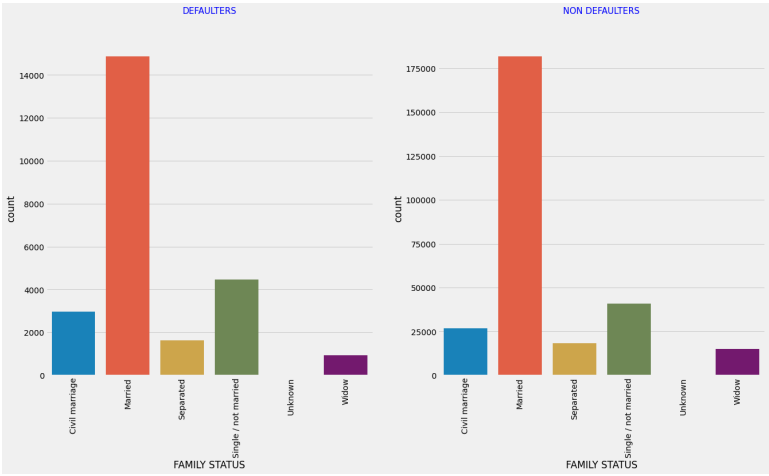 DEFAULTERS
14000
12000
10000
8000
6000
4000
2000
0
count
Civil marriage
Married
Separated
Single / not married
Unknown
Widow
FAMILY STATUS
NON DEFAULTERS
175000
150000
125000
100000
75000
50000
25000
0
count
Civil marriage
Married
Separated
Single / not married
Unknown
Widow
FAMILY STATUS